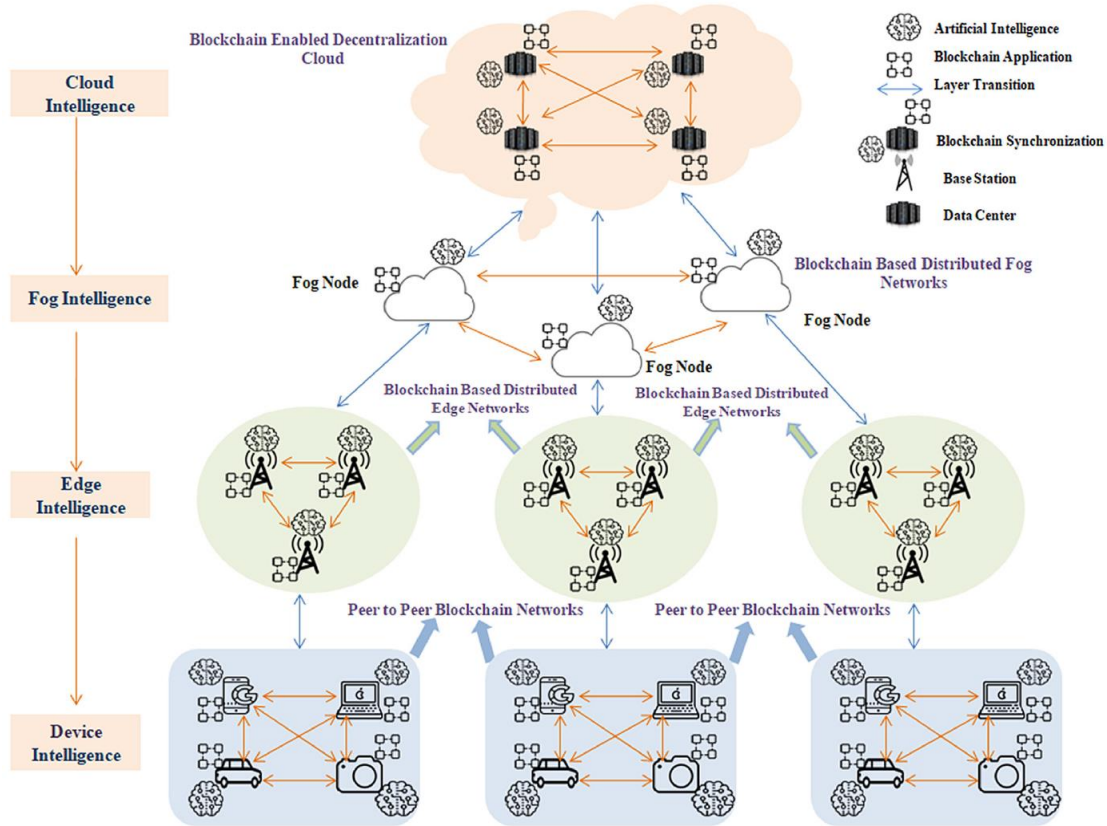 Blockchain Enabled Decentralization
Cloud
Artificial Intelligence
Blockchain Application
Layer Transition
Blockchain Synchronization
Base Station
Data Center
Cloud
Intelligence
Fog Intelligence
Edge
Intelligence
Device
Intelligence
Fog Node
Blockchain Based Distributed Fog
Networks
Fog Node
Fog Node
Blockchain Based Distributed
Edge Networks
Blockchain Based Distributed
Edge Networks
Peer to Peer Blockchain Networks
Peer to Peer Blockchain Networks